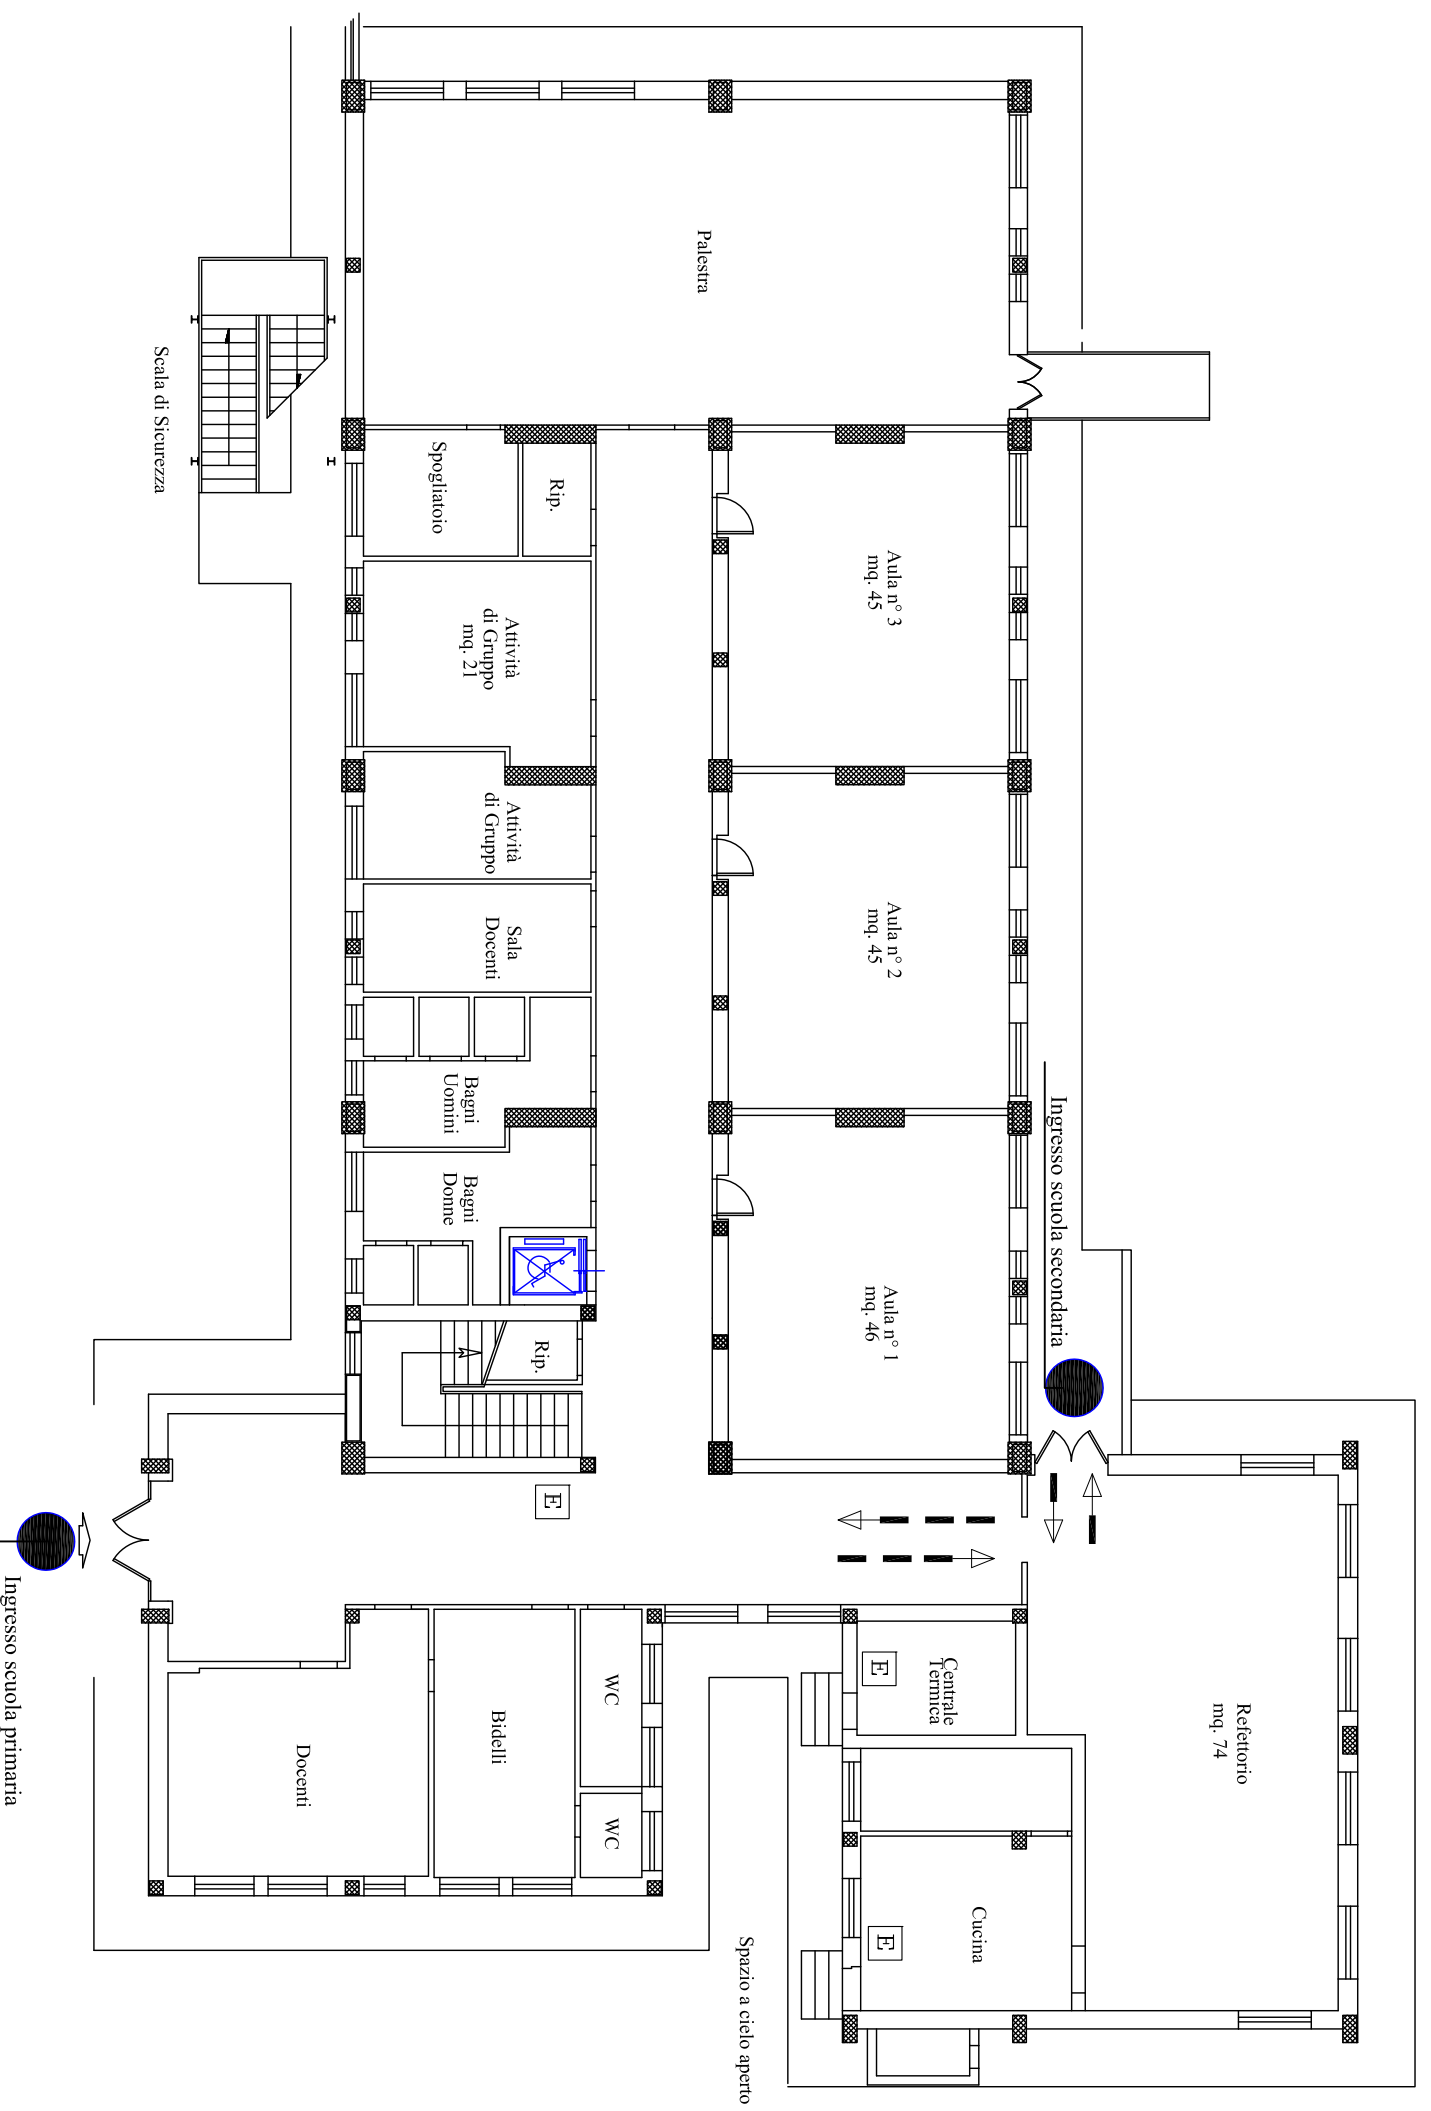 Palestra
Scala di Sicurezza
Spogliatoio
Rip.
Aula n° 3
mq. 45
Attività
di Gruppo
mq. 21
Attività
di Gruppo
Aula n° 2
mq. 45
Sala
Docenti
Bagni
Uomini
Bagni
Donne
Ingresso scuola secondaria
Aula n° 1
mq. 46
Rip.
E
Ingresso scuola primaria
Centrale
Termica
E
WC
Bidelli
Docenti
WC
Refettorio
mq. 74
Cucina
E
Spazio a cielo aperto